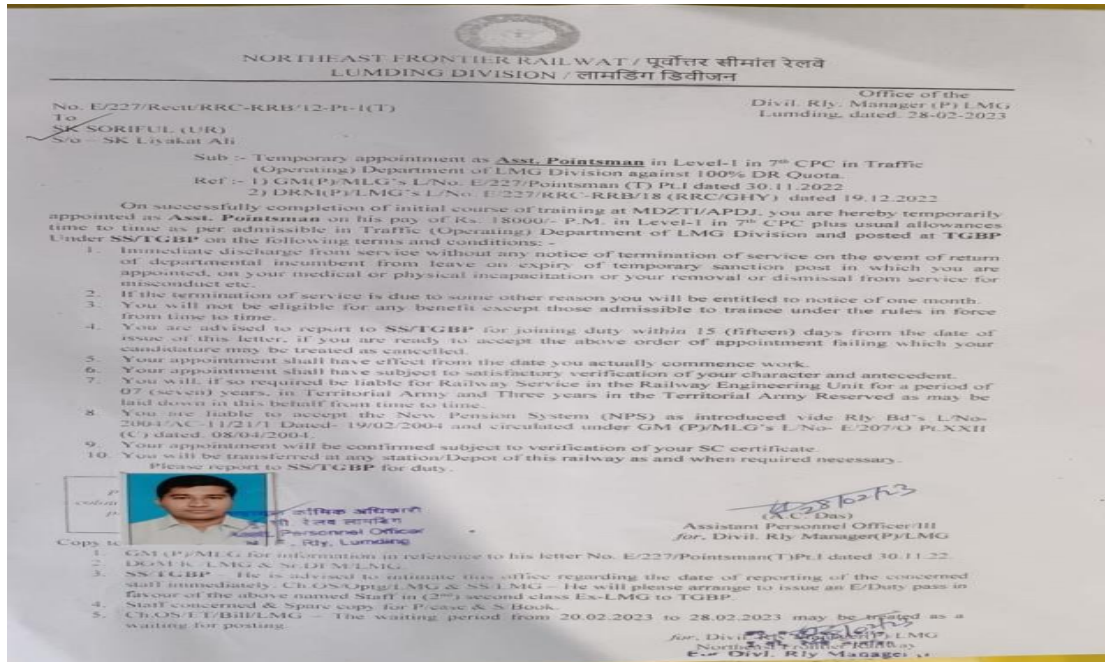 NORTHEAST FRONTIER RAILWAY / पूर्वोत्तर सीमांत रेलवे
LUMDING DIVISION / लामडिंग डिवीजन
Office of the
No. E/227/Rectt/RRC-RRB/12-Pt-1(T)
Divil. Rly. Manager (P) LMG
To
Lumding, dated. 28-02-2023
SK SORIFUL (UR)
S/o – SK Liyakat Ali
Sub :- Temporary appointment as Asst. Pointsman in Level-1 in 7th CPC in Traffic
(Operating) Department of LMG Division against 100% DR Quota.
Ref :- 1) GM(P)/MLG's L/No. E/227/Pointsman (T) Pt.I dated 30.11.2022
2) DRM(P)/LMG's L/No. E/227/RRC-RRB/18 (RRC/GHY) dated 19.12.2022
On successfully completion of initial course of training at MDZTI/APDJ, you are hereby temporarily
appointed as Asst. Pointsman on his pay of Rs. 18000/- P.M. in Level-1 in 7th CPC plus usual allowances
time to time as per admissible in Traffic (Operating) Department of LMG Division and posted at TGBP
Under SS/TGBP on the following terms and conditions: -
1. Immediate discharge from service without any notice of termination of service on the event of return
of departmental incumbent from leave on expiry of temporary sanction post in which you are
appointed, on your medical or physical incapacitation or your removal or dismissal from service for
misconduct etc.
2. If the termination of service is due to some other reason you will be entitled to notice of one month.
3. You will not be eligible for any benefit except those admissible to trainee under the rules in force
from time to time.
4. You are advised to report to SS/TGBP for joining duty within 15 (fifteen) days from the date of
issue of this letter, if you are ready to accept the above order of appointment failing which your
candidature may be treated as cancelled.
5. Your appointment shall have effect from the date you actually commence work.
6. Your appointment shall have subject to satisfactory verification of your character and antecedent.
7. You will, if so required be liable for Railway Service in the Railway Engineering Unit for a period of
07 (seven) years, in Territorial Army and Three years in the Territorial Army Reserved as may be
laid down in this behalf from time to time.
8. You are liable to accept the New Pension System (NPS) as introduced vide Rly Bd's L/No-
2004/AC-11/21/1 Dated- 19/02/2004 and circulated under GM (P)/MLG's L/No- E/207/O Pt.XXII
(C) dated. 08/04/2004.
9. Your appointment will be confirmed subject to verification of your SC certificate.
10. You will be transferred at any station/Depot of this railway as and when required necessary.
Please report to SS/TGBP for duty.
28/02/23
कार्मिक अधिकारी
रेलवे लामडिंग
Personnel Officer
Rly, Lumding
(A.C. Das)
Assistant Personnel Officer/III
for, Divil. Rly Manager(P)/LMG
Copy to
1. GM (P)/MLG for information in reference to his letter No. E/227/Pointsman(T)Pt.I dated 30.11.22.
2. DOM/K/LMG & Sr.DFM/LMG.
3. SS/TGBP – He is advised to intimate this office regarding the date of reporting of the concerned
staff immediately. Ch.OS/Optg/LMG & SS/LMG – He will please arrange to issue an E/Duty pass in
favour of the above named Staff in (2nd) second class Ex-LMG to TGBP.
4. Staff concerned & Spare copy for P/case & S/Book.
5. Ch.OS/ET/Bill/LMG – The waiting period from 20.02.2023 to 28.02.2023 may be treated as a
waiting for posting.
for, Divil. Rly Manager(P) LMG
Northeast Frontier Railway
Divl. Rly Manager